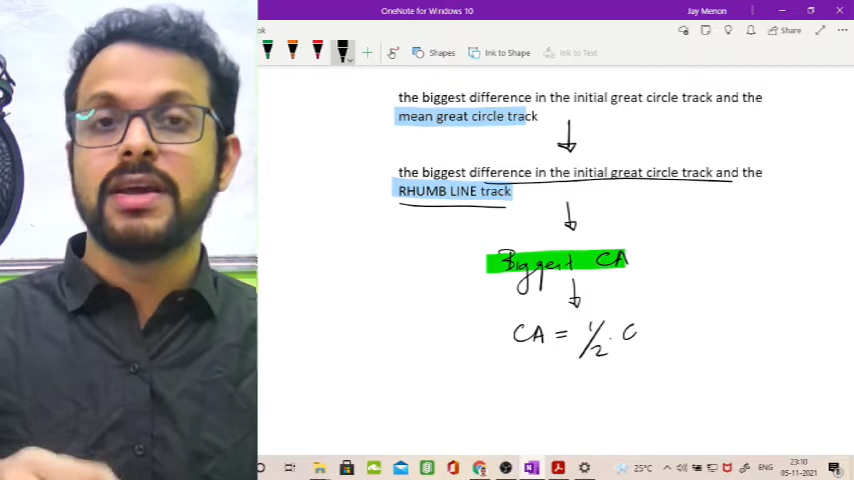 OneNote for Windows 10
Jay Menon
Share
Shapes
Ink to Shape
Ink to Text
the biggest difference in the initial great circle track and the
mean great circle track
the biggest difference in the initial great circle track and the
RHUMB LINE track
Biggest CA
CA = 1/2 . C
25°C
ENG
23:10
05-11-2021